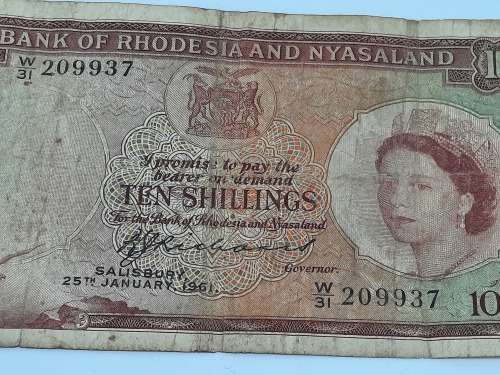 BANK OF RHODESIA AND NYASALAND
W/31 209937
I promise to pay the
bearer on demand
TEN SHILLINGS
For the Bank of Rhodesia and Nyasaland
Governor.
SALISBURY
25TH JANUARY 1961.
W/31 209937
10